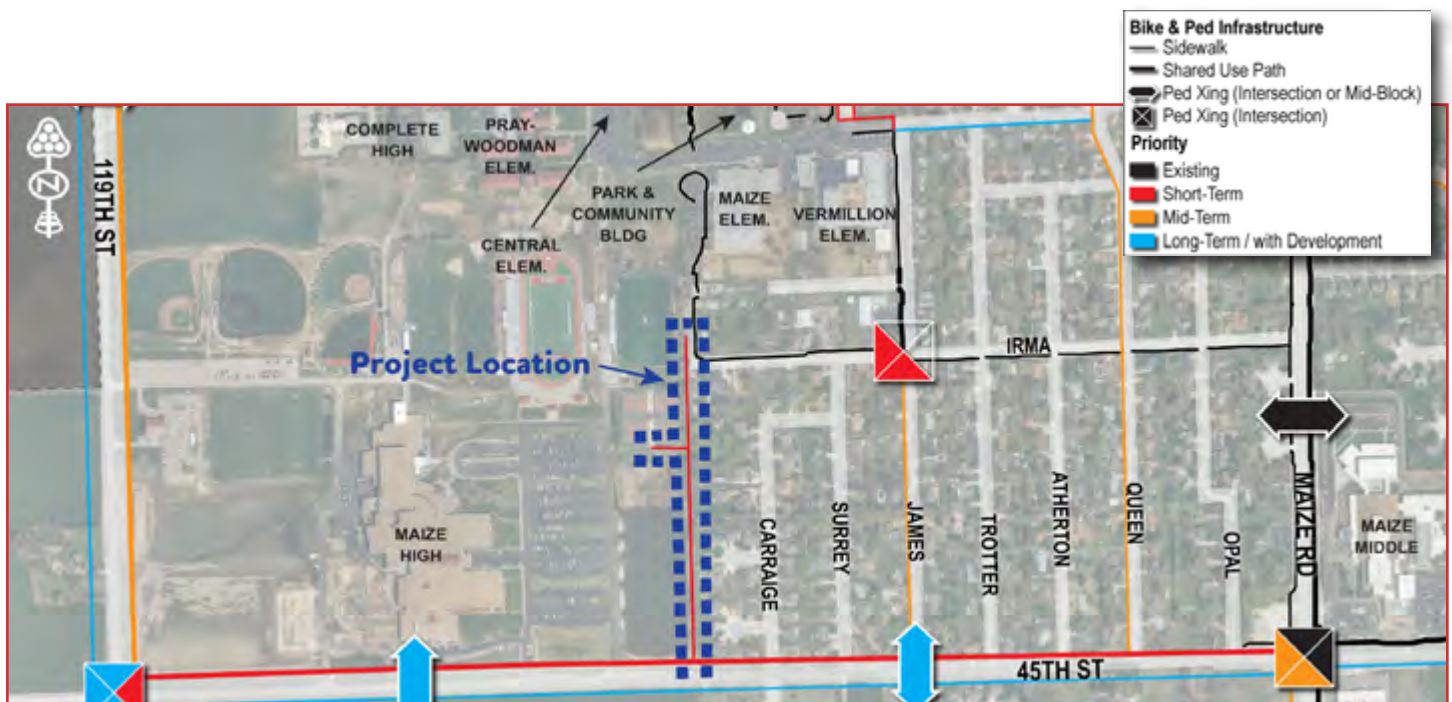 Bike & Ped Infrastructure
Sidewalk
Shared Use Path
Ped Xing (Intersection or Mid-Block)
Ped Xing (Intersection)
Priority
Existing
Short-Term
Mid-Term
Long-Term / with Development
N
119TH ST
COMPLETE
HIGH
PRAY-
WOODMAN
ELEM.
CENTRAL
ELEM.
PARK &
COMMUNITY
BLDG
MAIZE
ELEM.
VERMILLION
ELEM.
Project Location
IRMA
MAIZE
HIGH
CARRAIGE
SURREY
JAMES
TROTTER
ATHERTON
QUEEN
OPAL
MAIZE RD
MAIZE
MIDDLE
45TH ST